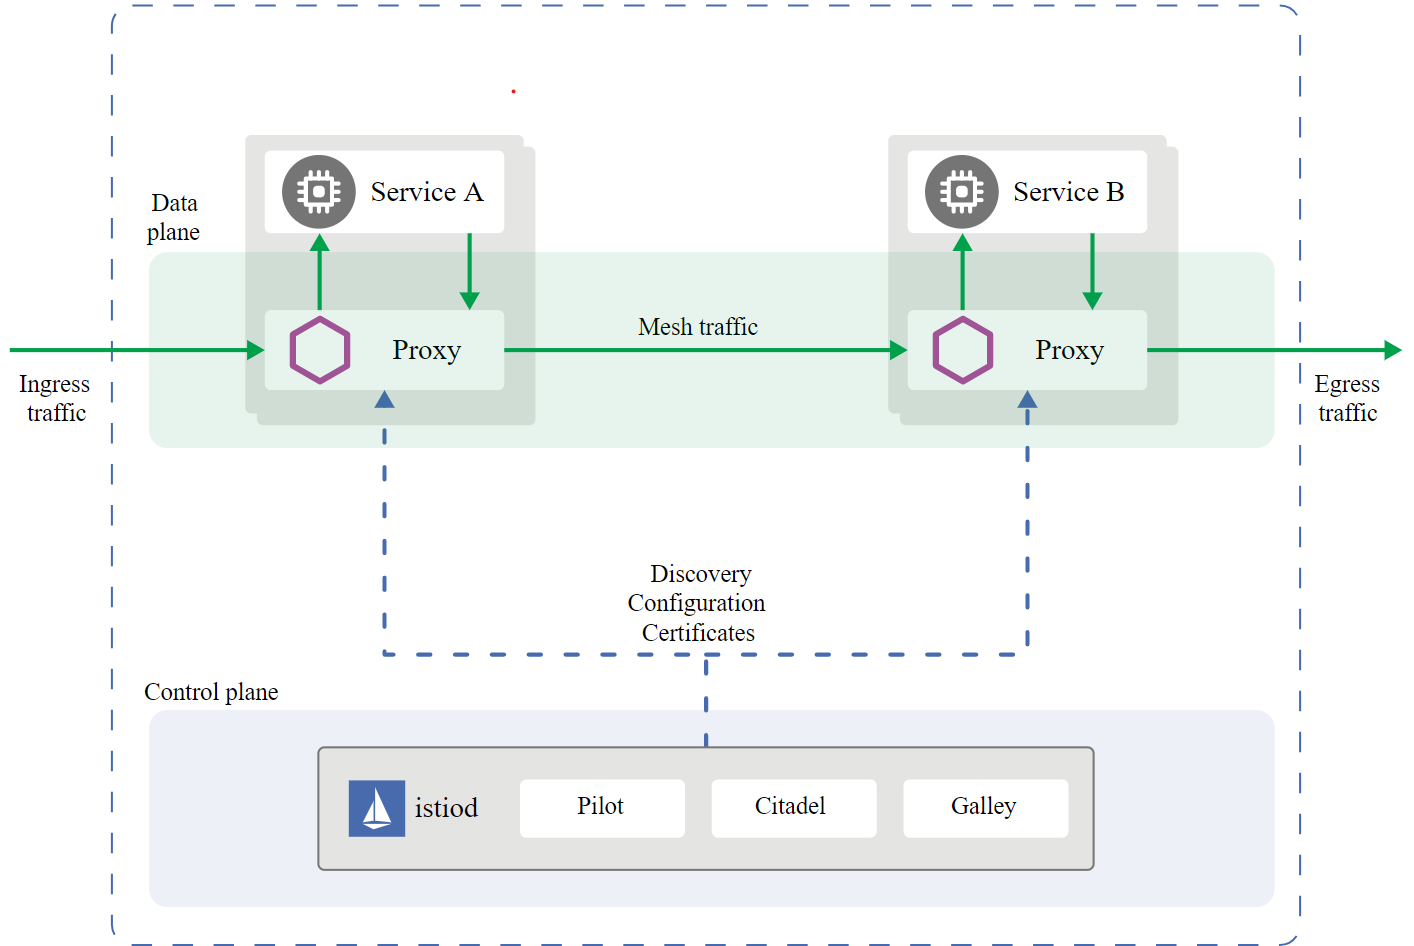 Service A
Service B
Data
plane
Mesh traffic
Proxy
Proxy
Ingress
traffic
Egress
traffic
Discovery
Configuration
Certificates
Control plane
istiod
Pilot
Citadel
Galley